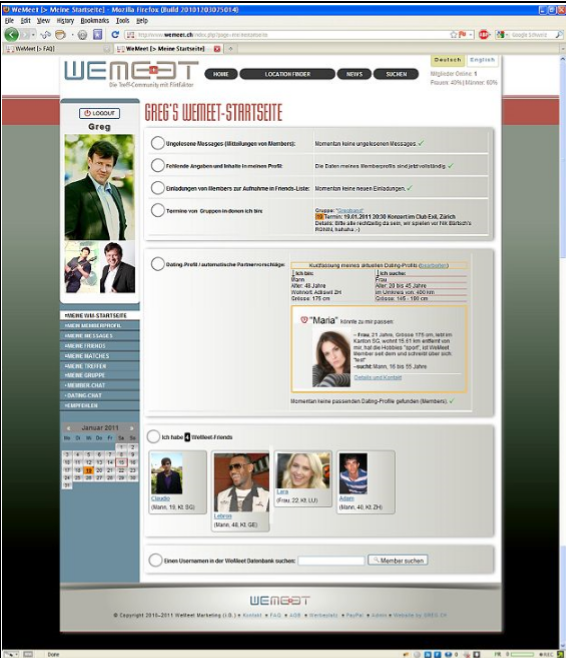 WeMeet [> Meine Startseite] - Mozilla Firefox (Build 20101203075014)
File Edit View History Bookmarks Tools Help
http://www.wemeet.ch/
Google Schweiz
WeMeet [> FAQ]
WeMeet [> Meine Startseite]
WEMEET
Die Treff-Community mit Flirtfaktor
HOME
LOCATION FINDER
NEWS
SUCHEN
Deutsch English
Mitglieder Online: 1
Frauen: 40% | Männer: 60%
LOGOUT
Greg
GREG'S WEMEET-STARTSEITE
Ungelesene Messages (Mitteilungen von Members):
Momentan keine ungelesenen Messages.
Fehlende Angaben und Inhalte in meinem Profil:
Die Daten meines Memberprofils sind jetzt vollständig.
Einladungen von Members zur Aufnahme in Friends-Liste:
Momentan keine neuen Einladungen.
Termine von Gruppen in denen ich bin:
Gruppe:
Termin: 19.01.2011 20:30 Konzert im Club Exil, Zürich
Details: Bitte alle rechtzeitig da sein, wir spielen vor Nik Bärtsch's
RONIN, hahaha ;-)
Dating-Profil / automatische Partnervorschläge:
Kurzfassung meines aktuellen Dating-Profils (bearbeiten):
Ich bin:
Mann
Alter: 48 Jahre
Wohnort: Adliswil ZH
Grösse: 175 cm
Ich suche:
Frau
Alter: 20 bis 45 Jahre
im Umkreis von: 400 km
Grösse: 145 - 190 cm
"Maria" könnte zu mir passen:
- Frau, 21 Jahre, Grösse 175 cm, lebt im
Kanton SG, wohnt 15.51 km entfernt von
mir, hat die Hobbies "sport", ist WeMeet
Member seit dem und schreibt über sich
"test"
- sucht: Mann, 16 bis 55 Jahre
Details und Kontakt
Momentan keine passenden Dating-Profile gefunden (Members).
MEINE WM-STARTSEITE
MEIN MEMBERPROFIL
MEINE MESSAGES
MEINE FRIENDS
MEINE MATCHES
MEINE TREFFER
MEINE GRUPPE
MEMBER-CHAT
DATING-CHAT
EMPFEHLEN
Januar 2011
Mo Di Mi Do Fr Sa So
1 2
3 4 5 6 7 8 9
10 11 12 13 14 15 16
17 18 19 20 21 22 23
24 25 26 27 28 29 30
31
Ich habe 4 WeMeet-Friends
Claudio
(Mann, 19, Kt. SG)
Lebron
(Mann, 46, Kt. GE)
Lara
(Frau, 22, Kt. LU)
Adam
(Mann, 40, Kt. ZH)
Einen Usernamen in der WeMeet Datenbank suchen:
Member suchen
WEMEET
© Copyright 2010-2011 WeMeet Marketing (i.G.) Kontakt FAQ AGB PayPal Admin Website by GREG.CH
Done